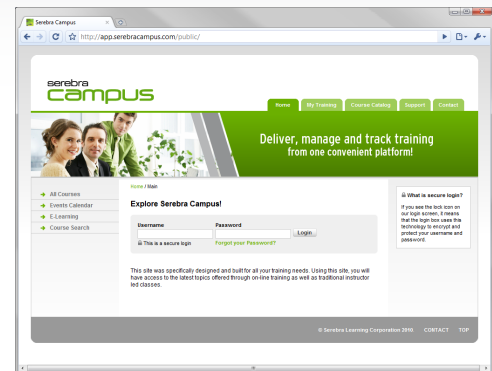 Serebra Campus
http://app.serebracampus.com/public/
serebra
campus
Home My Training Course Catalog Support Contact
Deliver, manage and track training
from one convenient platform!
Home / Main
All Courses
Events Calendar
E-Learning
Course Search
Explore Serebra Campus!
Username Password
Login
This is a secure login Forgot your Password?
This site was specifically designed and built for all your training needs. Using this site, you will
have access to the latest topics offered through on-line training as well as traditional instructor
led classes.
What is secure login?
If you see the lock icon on
our login screen, it means
that the login box uses this
technology to encrypt and
protect your username and
password.
© Serebra Learning Corporation 2010 CONTACT TOP